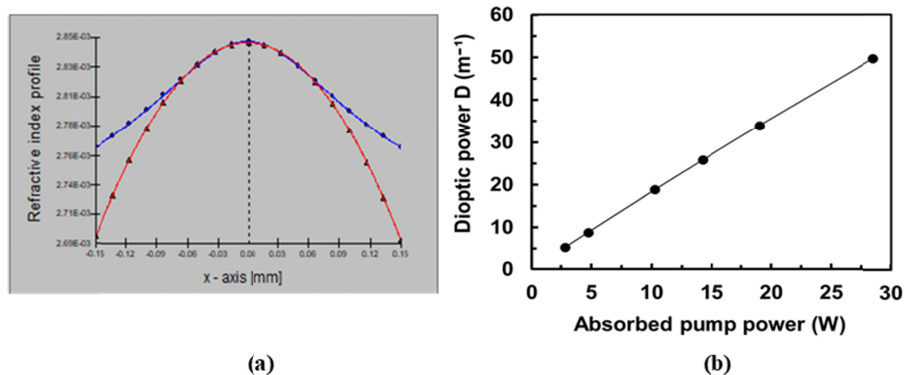 Refractive index profile
2.85E-03
2.83E-03
2.81E-03
2.78E-03
2.76E-03
2.74E-03
2.71E-03
2.69E-03
-0.15 -0.12 -0.09 -0.06 -0.03 0.00 0.03 0.06 0.09 0.12 0.15
x - axis [mm]
(a)
Dioptic power D (m⁻¹)
60
50
40
30
20
10
0
0 5 10 15 20 25 30
Absorbed pump power (W)
(b)